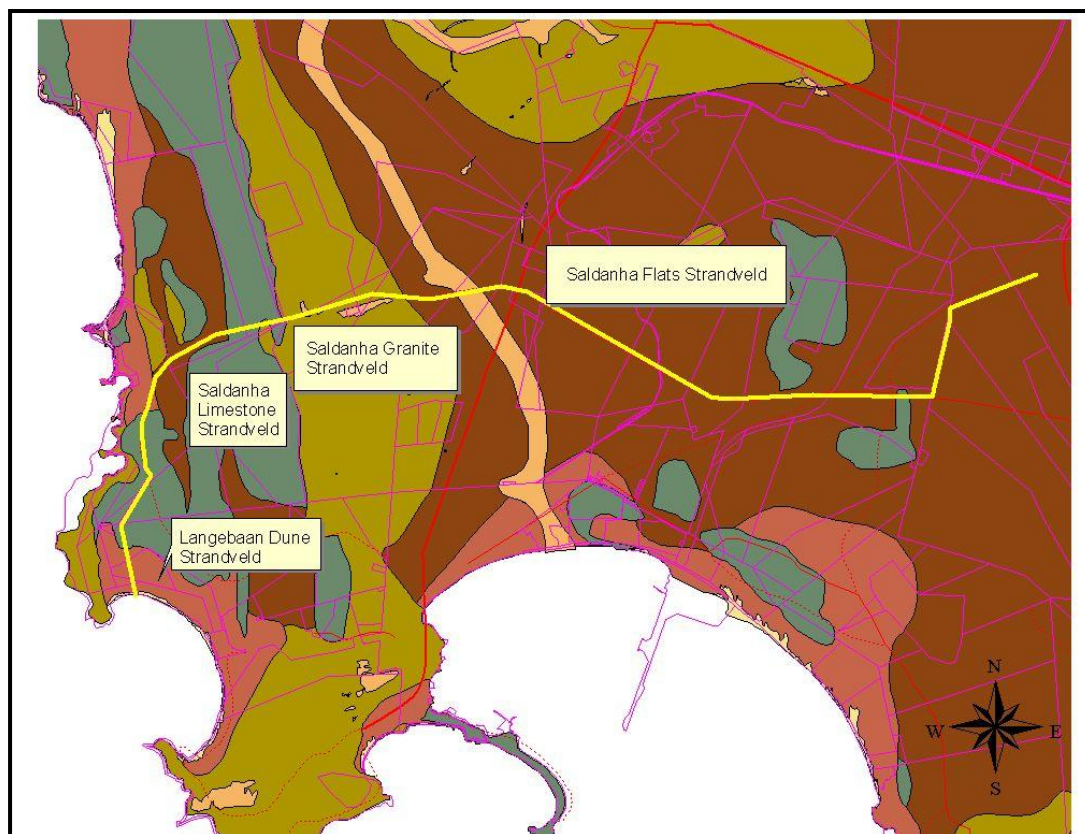 Saldanha Flats Strandveld
Saldanha Granite
Strandveld
Saldanha
Limestone
Strandveld
Langebaan Dune
Strandveld
N
W
E
S